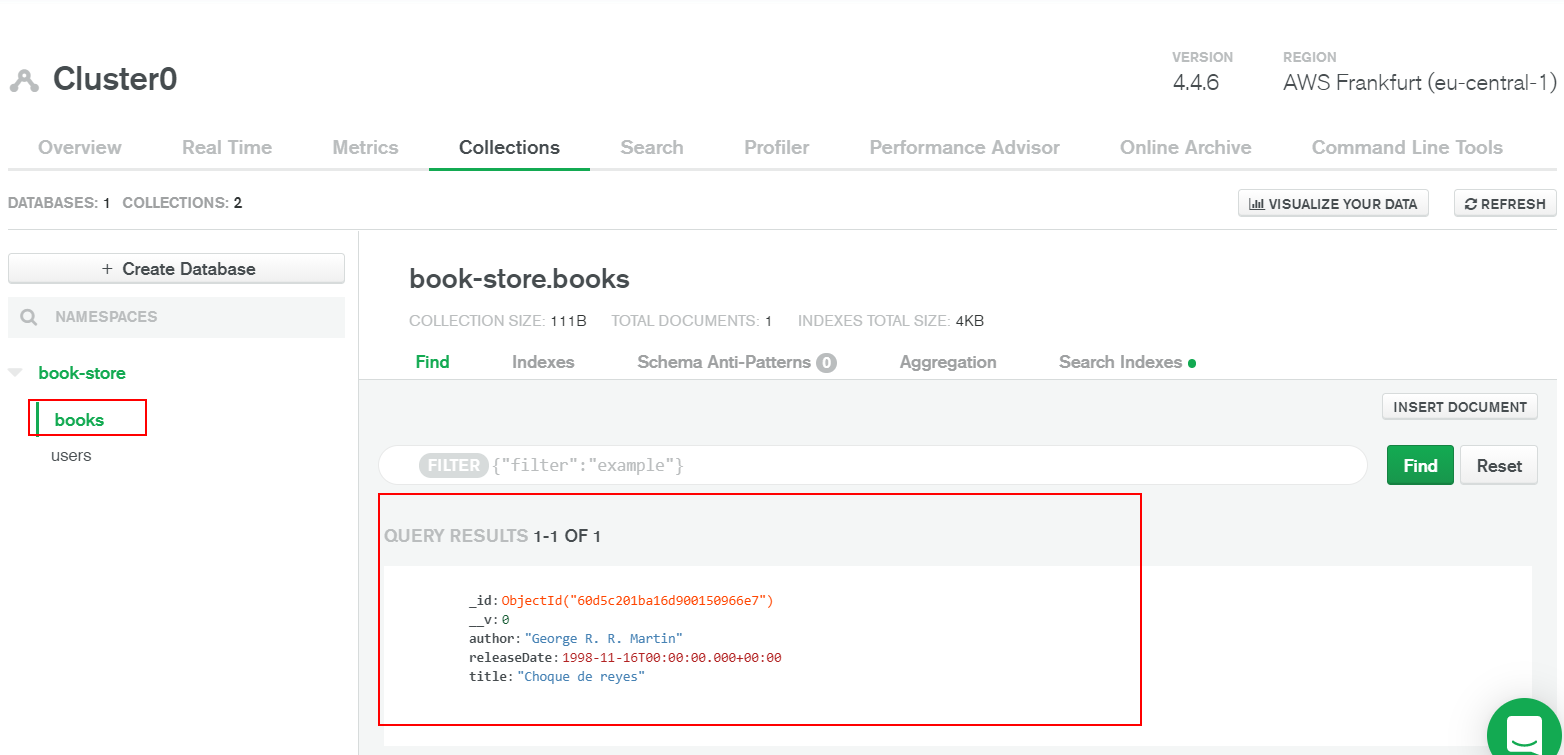 VERSION REGION
Cluster0 4.4.6 AWS Frankfurt (eu-central-1)
Overview Real Time Metrics Collections Search Profiler Performance Advisor Online Archive Command Line Tools
DATABASES: 1 COLLECTIONS: 2 VISUALIZE YOUR DATA REFRESH
+ Create Database
NAMESPACES
book-store
books
users
book-store.books
COLLECTION SIZE: 111B TOTAL DOCUMENTS: 1 INDEXES TOTAL SIZE: 4KB
Find Indexes Schema Anti-Patterns 0 Aggregation Search Indexes
INSERT DOCUMENT
FILTER {"filter":"example"} Find Reset
QUERY RESULTS 1-1 OF 1
_id: ObjectId("60d5c201ba16d900150966e7")
__v: 0
author: "George R. R. Martin"
releaseDate: 1998-11-16T00:00:00.000+00:00
title: "Choque de reyes"